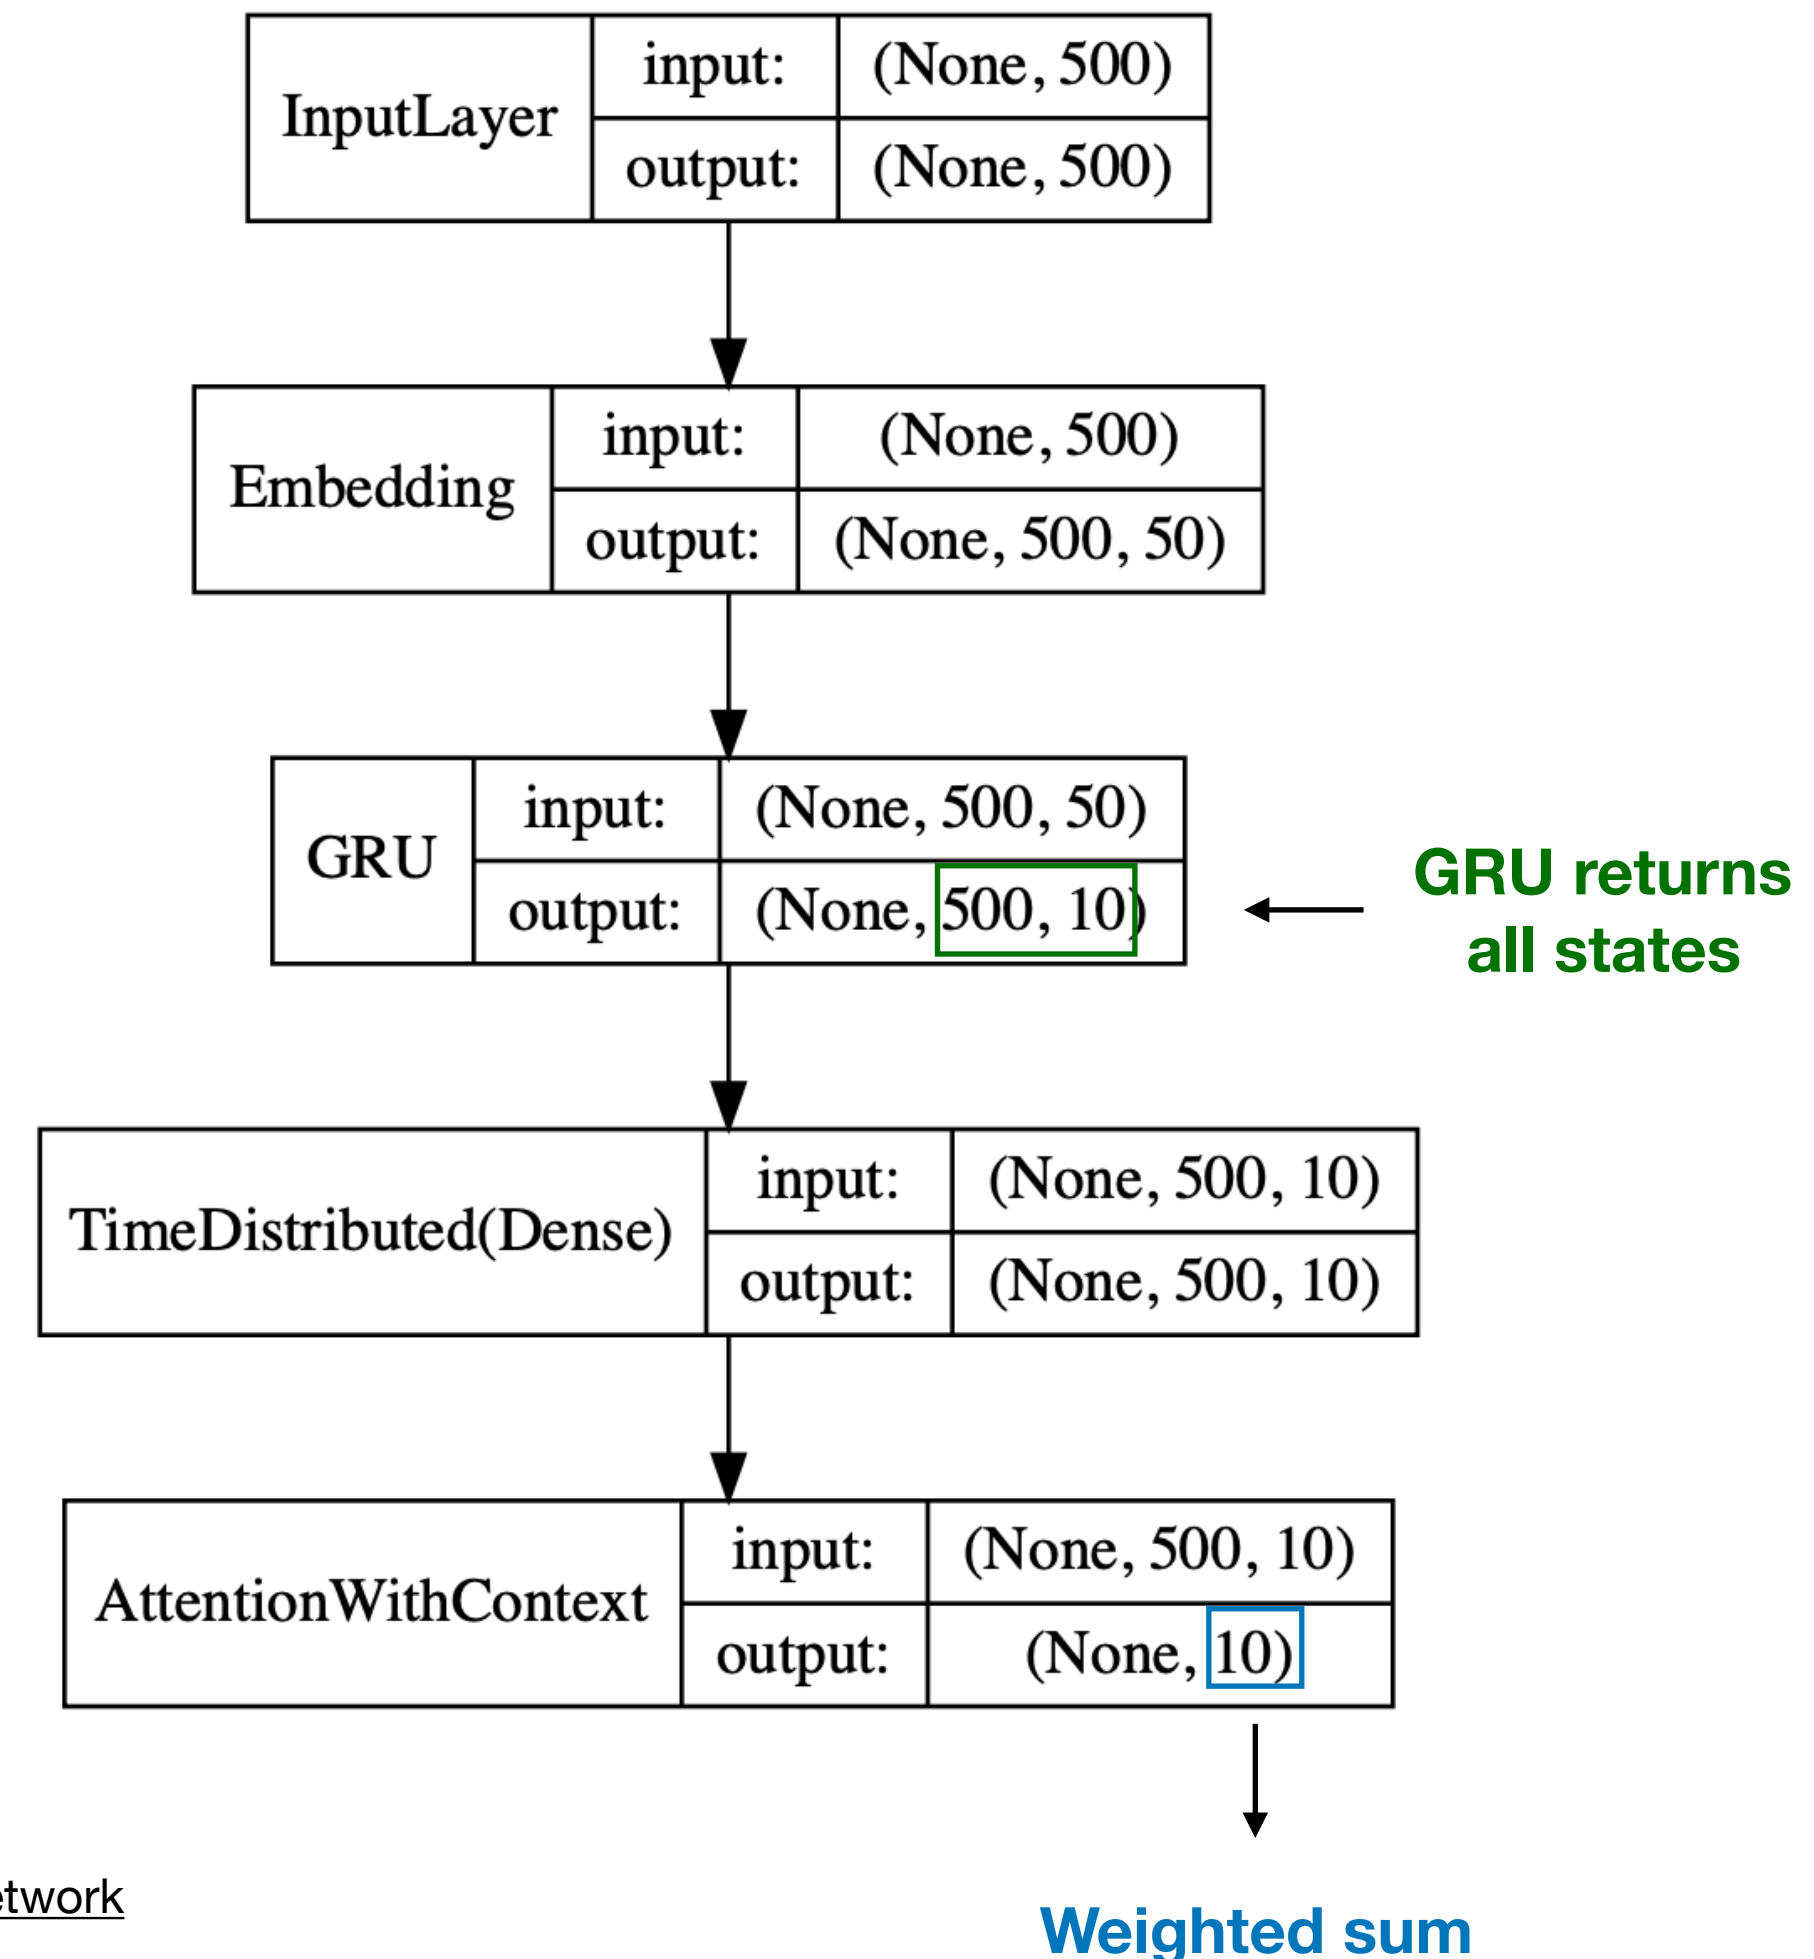 InputLayer
input: (None, 500)
output: (None, 500)
Embedding
input: (None, 500)
output: (None, 500, 50)
GRU
input: (None, 500, 50)
output: (None, 500, 10)
GRU returns
all states
TimeDistributed(Dense)
input: (None, 500, 10)
output: (None, 500, 10)
AttentionWithContext
input: (None, 500, 10)
output: (None, 10)
etwork
Weighted sum